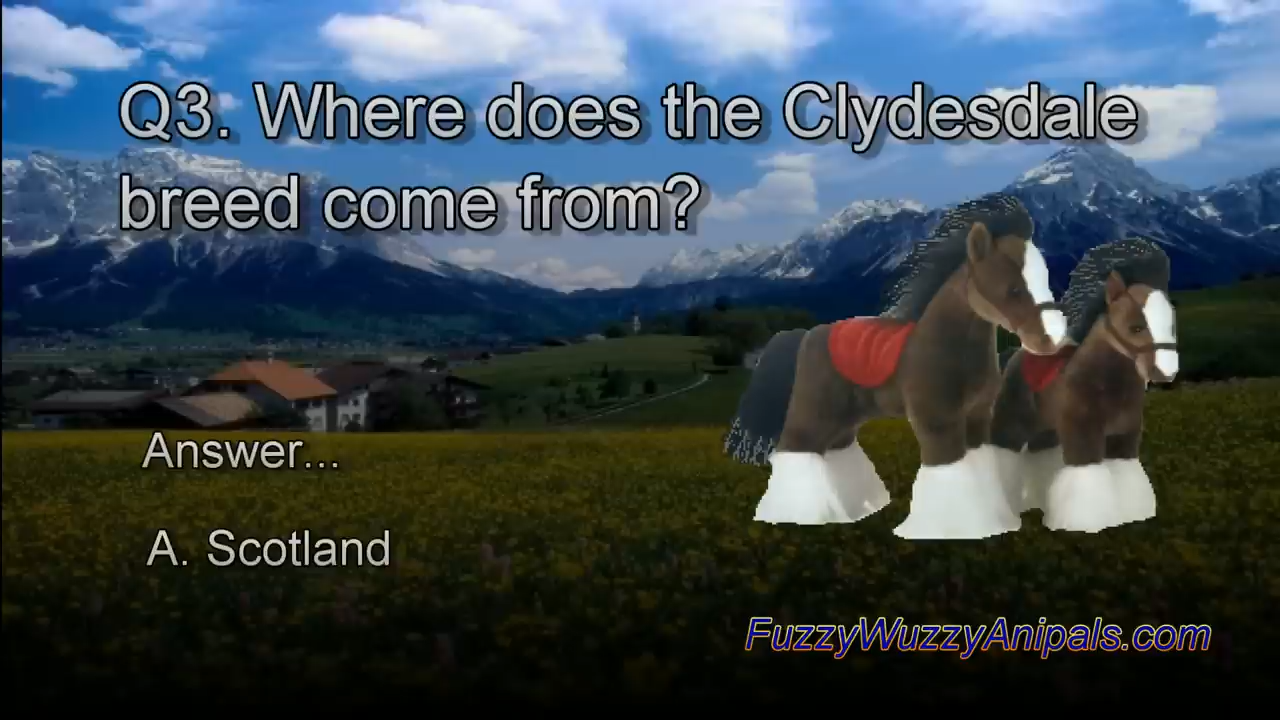 Q3. Where does the Clydesdale
breed come from?
Answer...
A. Scotland
FuzzyWuzzyAnipals.com